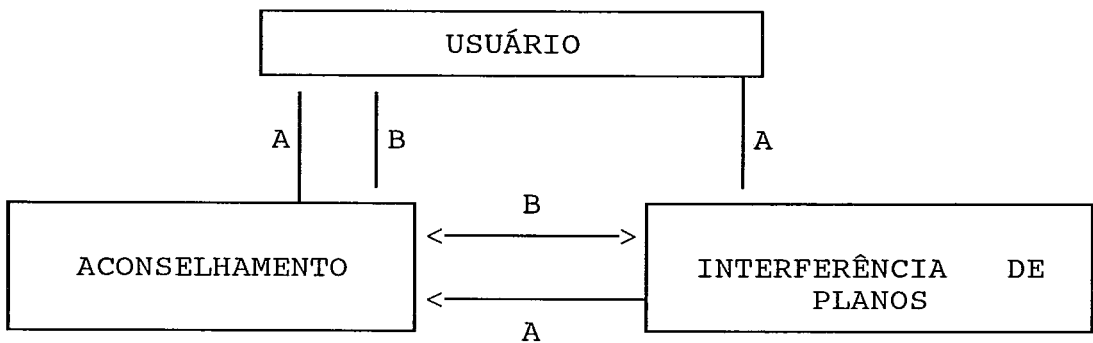 USUÁRIO
A B A
B
ACONSELHAMENTO
INTERFERÊNCIA DE
PLANOS
A